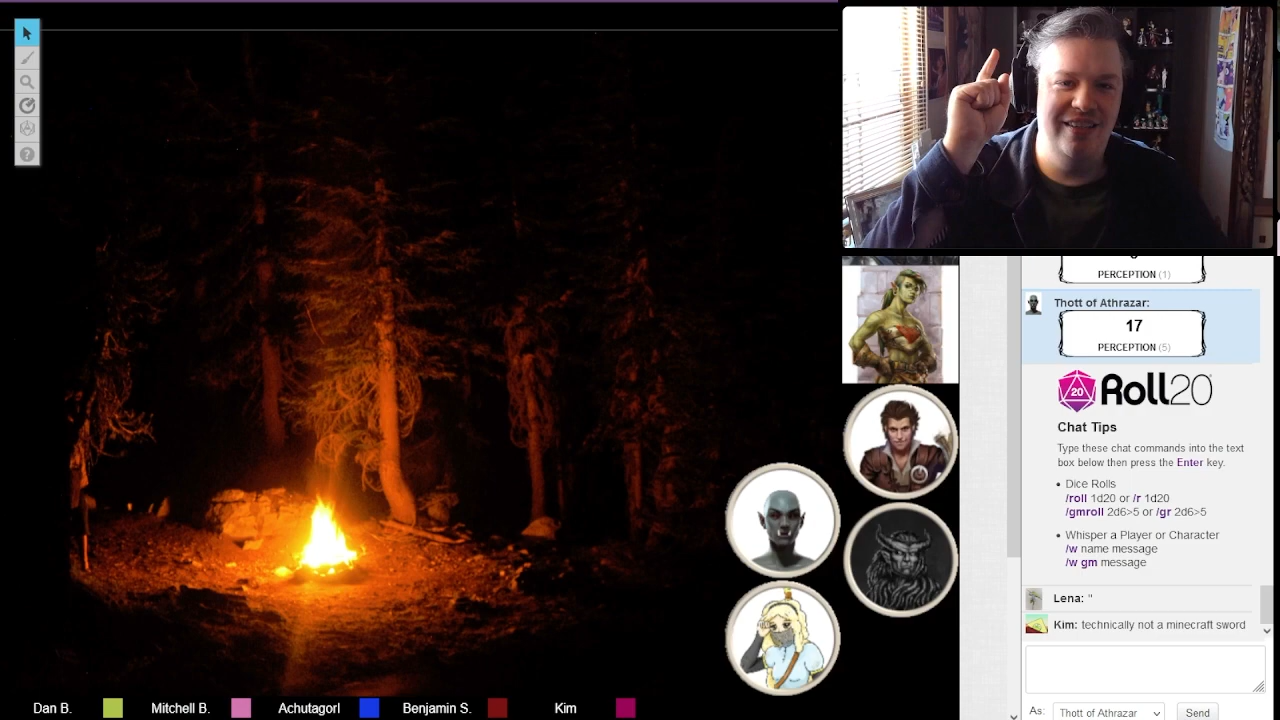 PERCEPTION (1)
Thott of Athrazar:
17
PERCEPTION (5)
20 Roll20
Chat Tips
Type these chat commands into the text
box below then press the Enter key.
• Dice Rolls
/roll 1d20 or /r 1d20
/gmroll 2d6>5 or /gr 2d6>5
• Whisper a Player or Character
/w name message
/w gm message
Lena: "
Kim: technically not a minecraft sword
As: Thott of Athrazar Send
Dan B. Mitchell B. Achutagorl Benjamin S. Kim